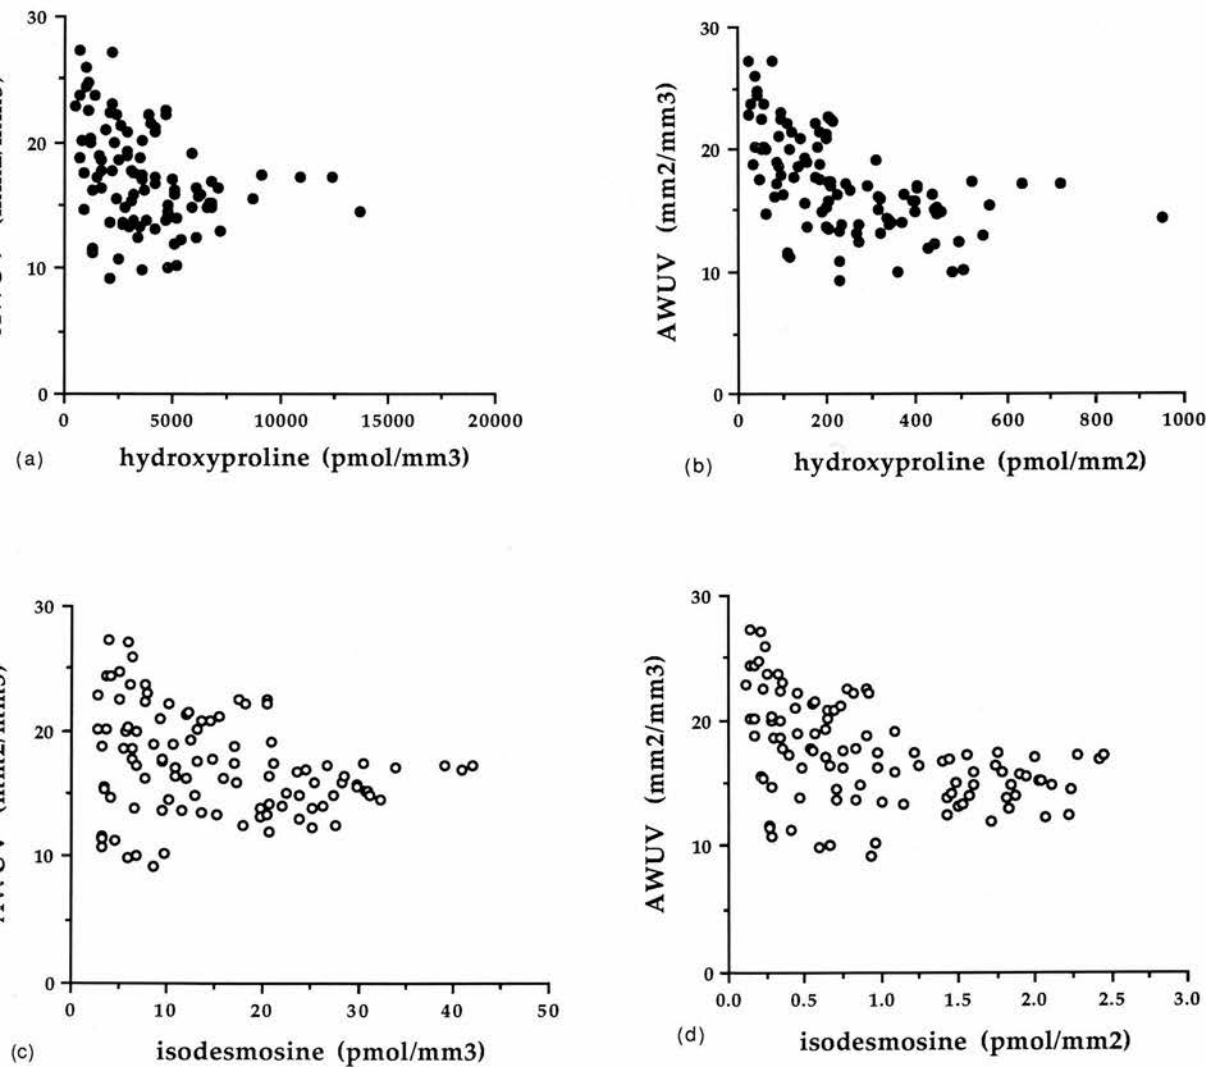 30
20
10
0
0 5000 10000 15000 20000
(a) hydroxyproline (pmol/mm3)
AWUV (mm2/mm3)
30
20
10
0
0 200 400 600 800 1000
(b) hydroxyproline (pmol/mm2)
30
20
10
0
0 10 20 30 40 50
(c) isodesmosine (pmol/mm3)
AWUV (mm2/mm3)
30
20
10
0
0.0 0.5 1.0 1.5 2.0 2.5 3.0
(d) isodesmosine (pmol/mm2)